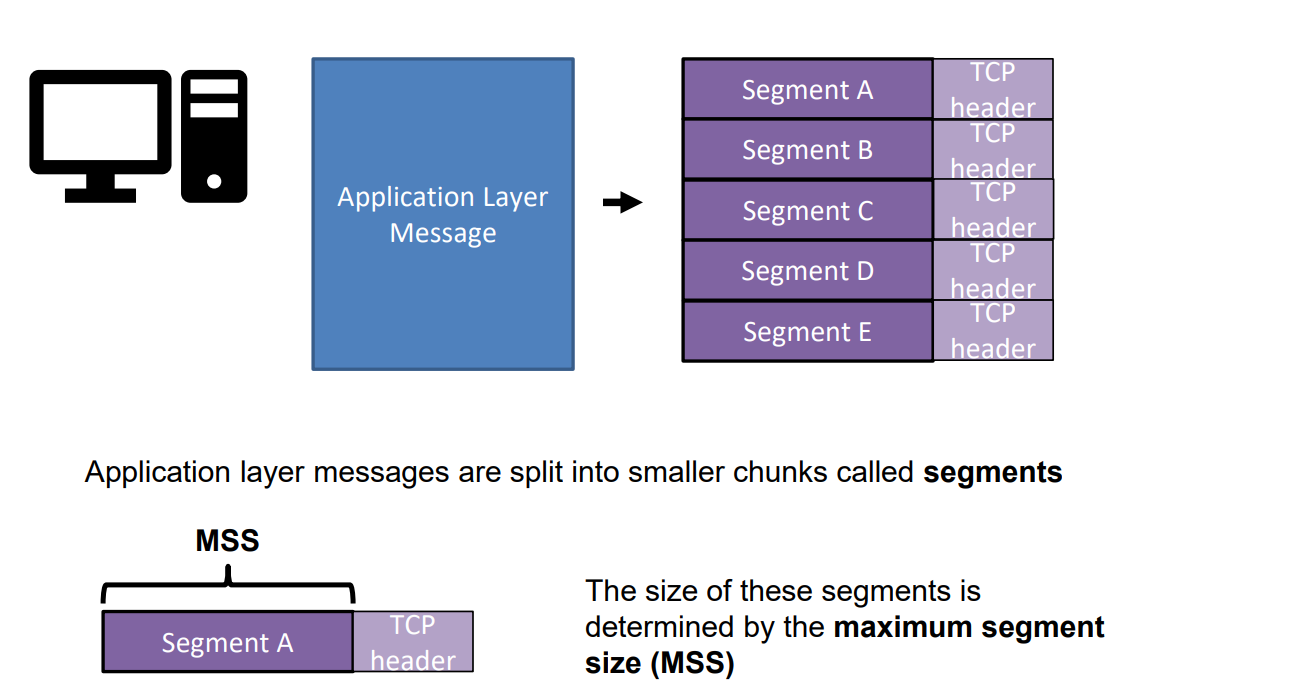 Application Layer
Message
Segment A
TCP
header
Segment B
TCP
header
Segment C
TCP
header
Segment D
TCP
header
Segment E
TCP
header
Application layer messages are split into smaller chunks called segments
MSS
Segment A
TCP
header
The size of these segments is
determined by the maximum segment
size (MSS)